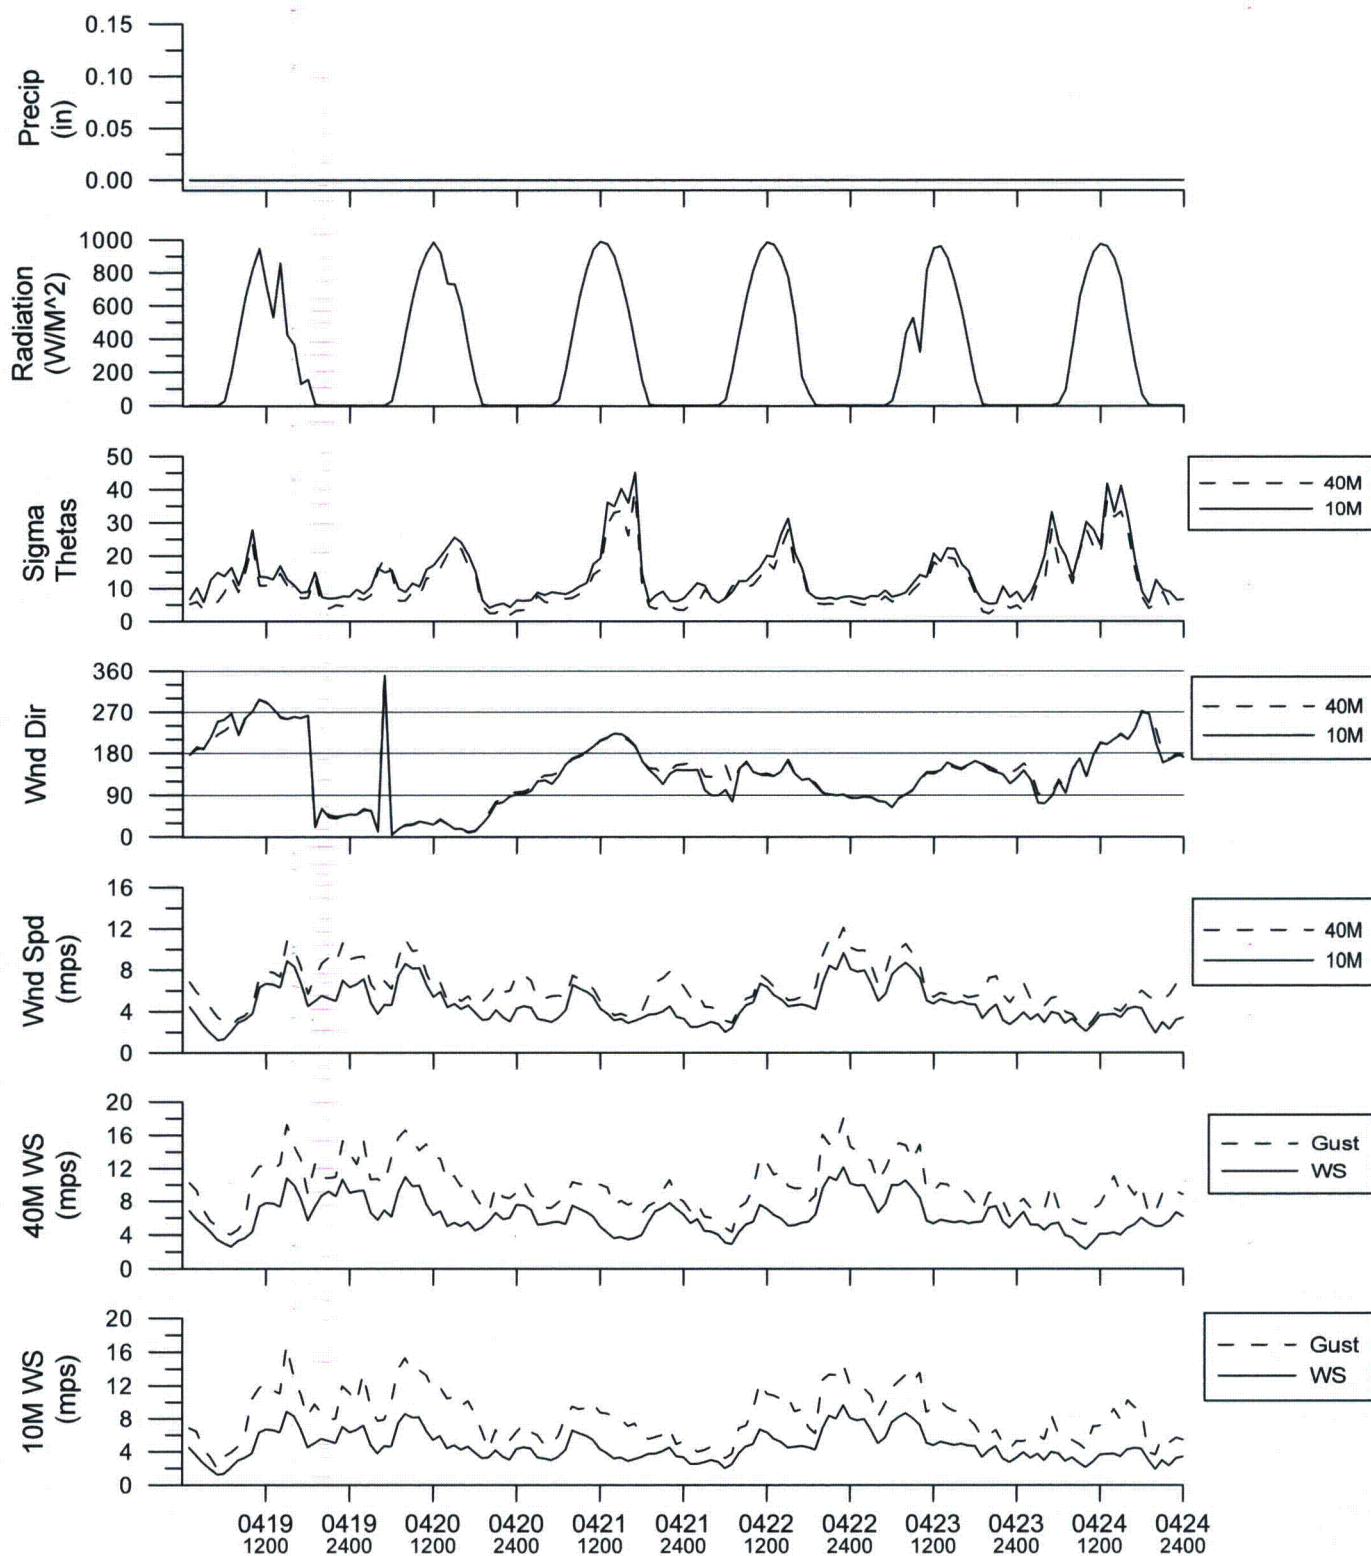 Precip
(in)
0.15
0.10
0.05
0.00
Radiation
(W/M^2)
1000
800
600
400
200
0
Sigma
Thetas
50
40
30
20
10
0
40M
10M
Wnd Dir
360
270
180
90
0
40M
10M
Wnd Spd
(mps)
16
12
8
4
0
40M
10M
40M WS
(mps)
20
16
12
8
4
0
Gust
WS
10M WS
(mps)
20
16
12
8
4
0
Gust
WS
0419 0419 0420 0420 0421 0421 0422 0422 0423 0423 0424 0424
1200 2400 1200 2400 1200 2400 1200 2400 1200 2400 1200 2400